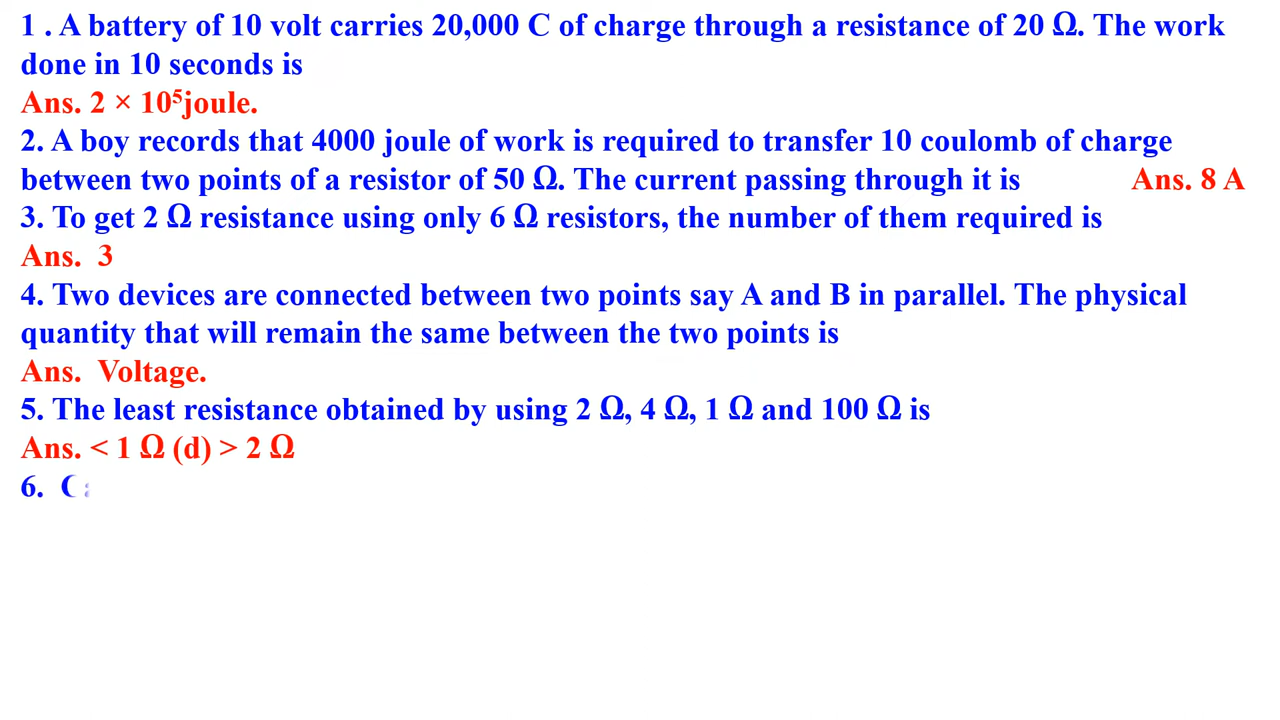 1 . A battery of 10 volt carries 20,000 C of charge through a resistance of 20 Ω. The work
done in 10 seconds is
Ans. 2 × 10⁵joule.
2. A boy records that 4000 joule of work is required to transfer 10 coulomb of charge
between two points of a resistor of 50 Ω. The current passing through it is Ans. 8 A
3. To get 2 Ω resistance using only 6 Ω resistors, the number of them required is
Ans. 3
4. Two devices are connected between two points say A and B in parallel. The physical
quantity that will remain the same between the two points is
Ans. Voltage.
5. The least resistance obtained by using 2 Ω, 4 Ω, 1 Ω and 100 Ω is
Ans. < 1 Ω (d) > 2 Ω
6.